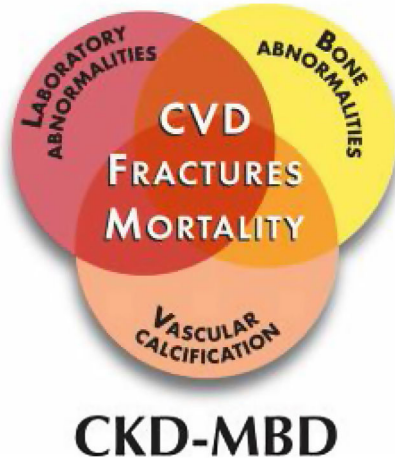 LABORATORY
ABNORMALITIES
BONE
ABNORMALITIES
CVD
FRACTURES
MORTALITY
VASCULAR
CALCIFICATION
CKD-MBD